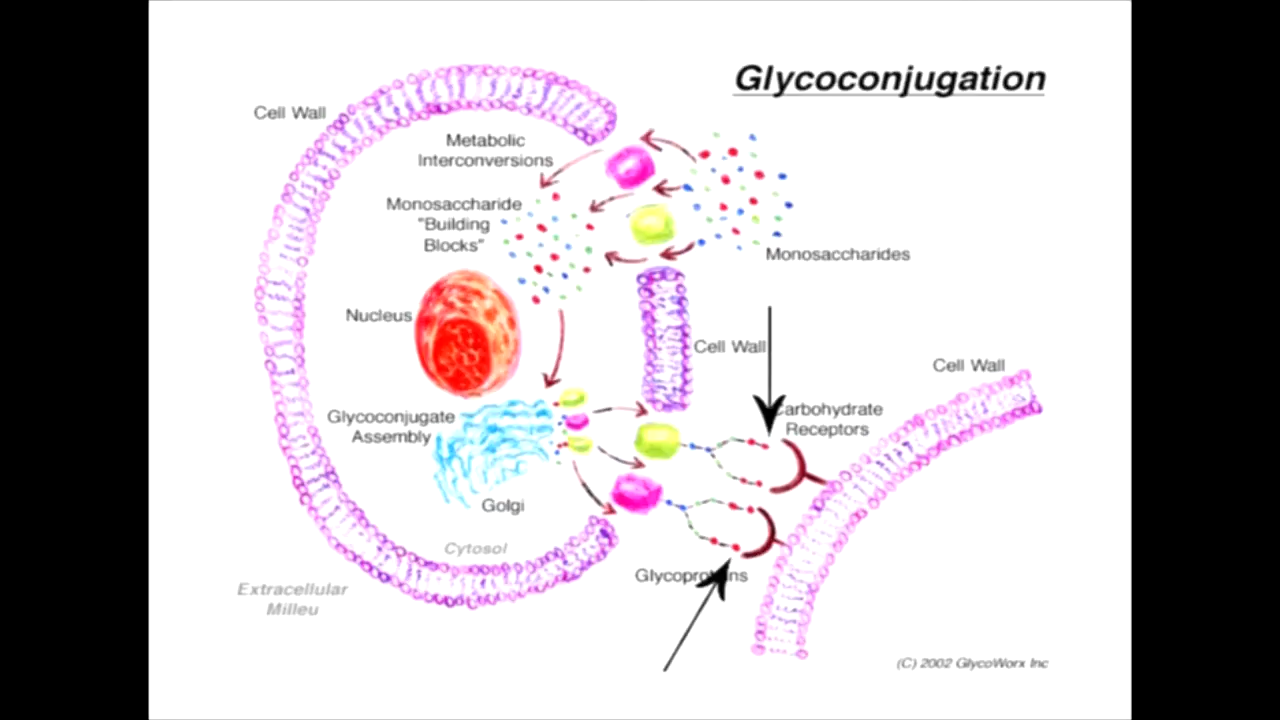 Glycoconjugation
Cell Wall
Metabolic
Interconversions
Monosaccharide
"Building
Blocks"
Monosaccharides
Nucleus
Cell Wall
Cell Wall
Glycoconjugate
Assembly
Carbohydrate
Receptors
Golgi
Cytosol
Extracellular
Milleu
Glycoproteins
(C) 2002 GlycoWorx Inc